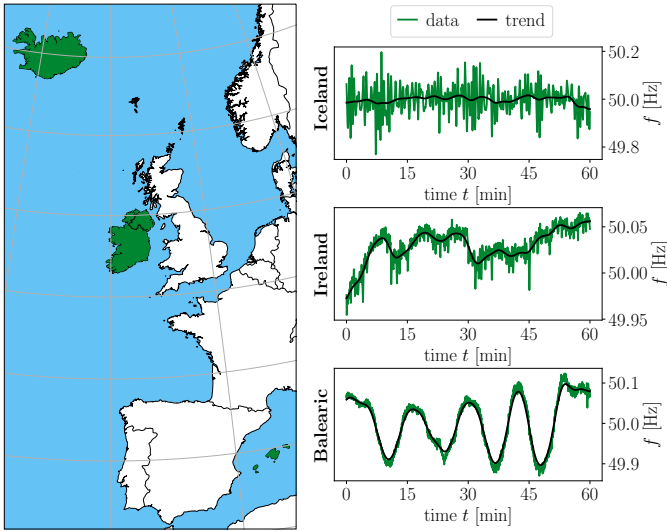 data trend
Iceland
50.2
50.0
49.8
f [Hz]
0 15 30 45 60
time t [min]
Ireland
50.05
50.00
49.95
f [Hz]
0 15 30 45 60
time t [min]
Balearic
50.1
50.0
49.9
f [Hz]
0 15 30 45 60
time t [min]